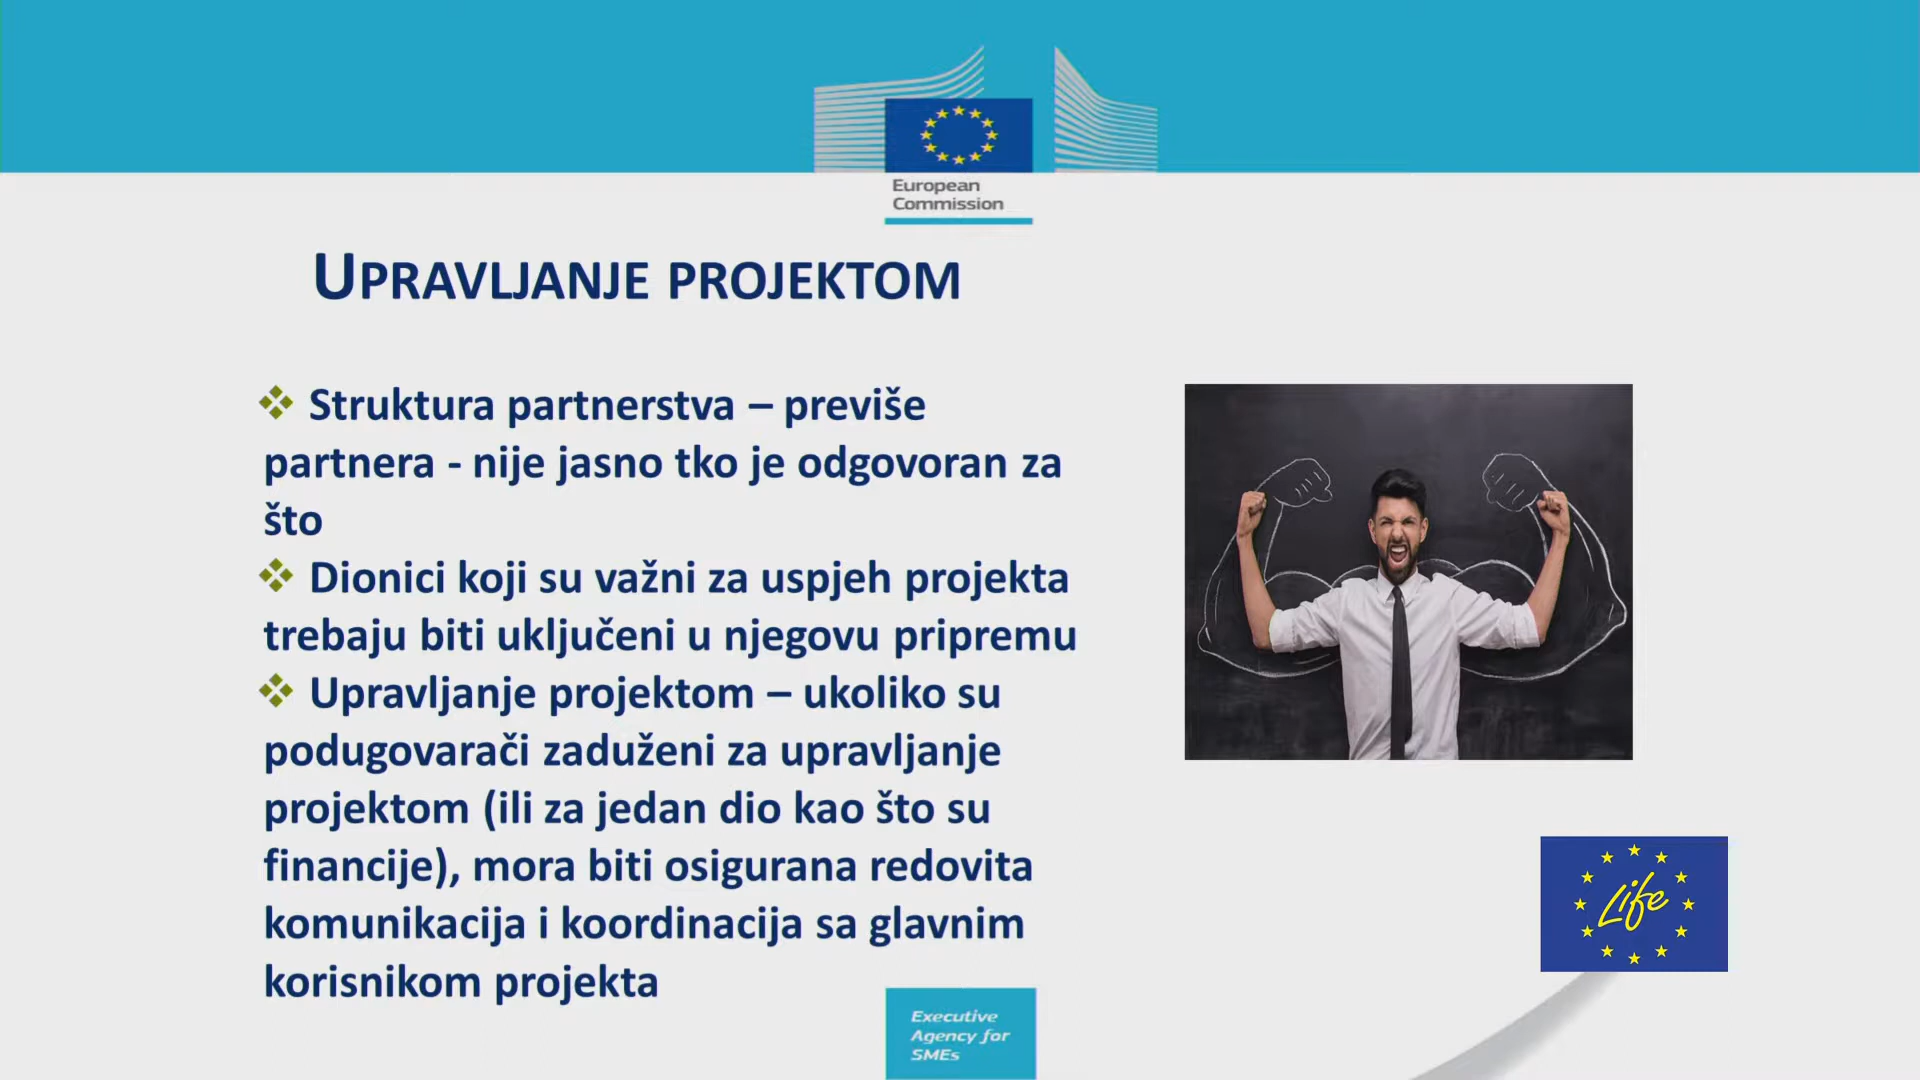 European
Commission
UPRAVLJANJE PROJEKTOM
Struktura partnerstva – previše
partnera - nije jasno tko je odgovoran za
što
Dionici koji su važni za uspjeh projekta
trebaju biti uključeni u njegovu pripremu
Upravljanje projektom – ukoliko su
podugovarači zaduženi za upravljanje
projektom (ili za jedan dio kao što su
financije), mora biti osigurana redovita
komunikacija i koordinacija sa glavnim
korisnikom projekta
Life
Executive
Agency for
SMEs